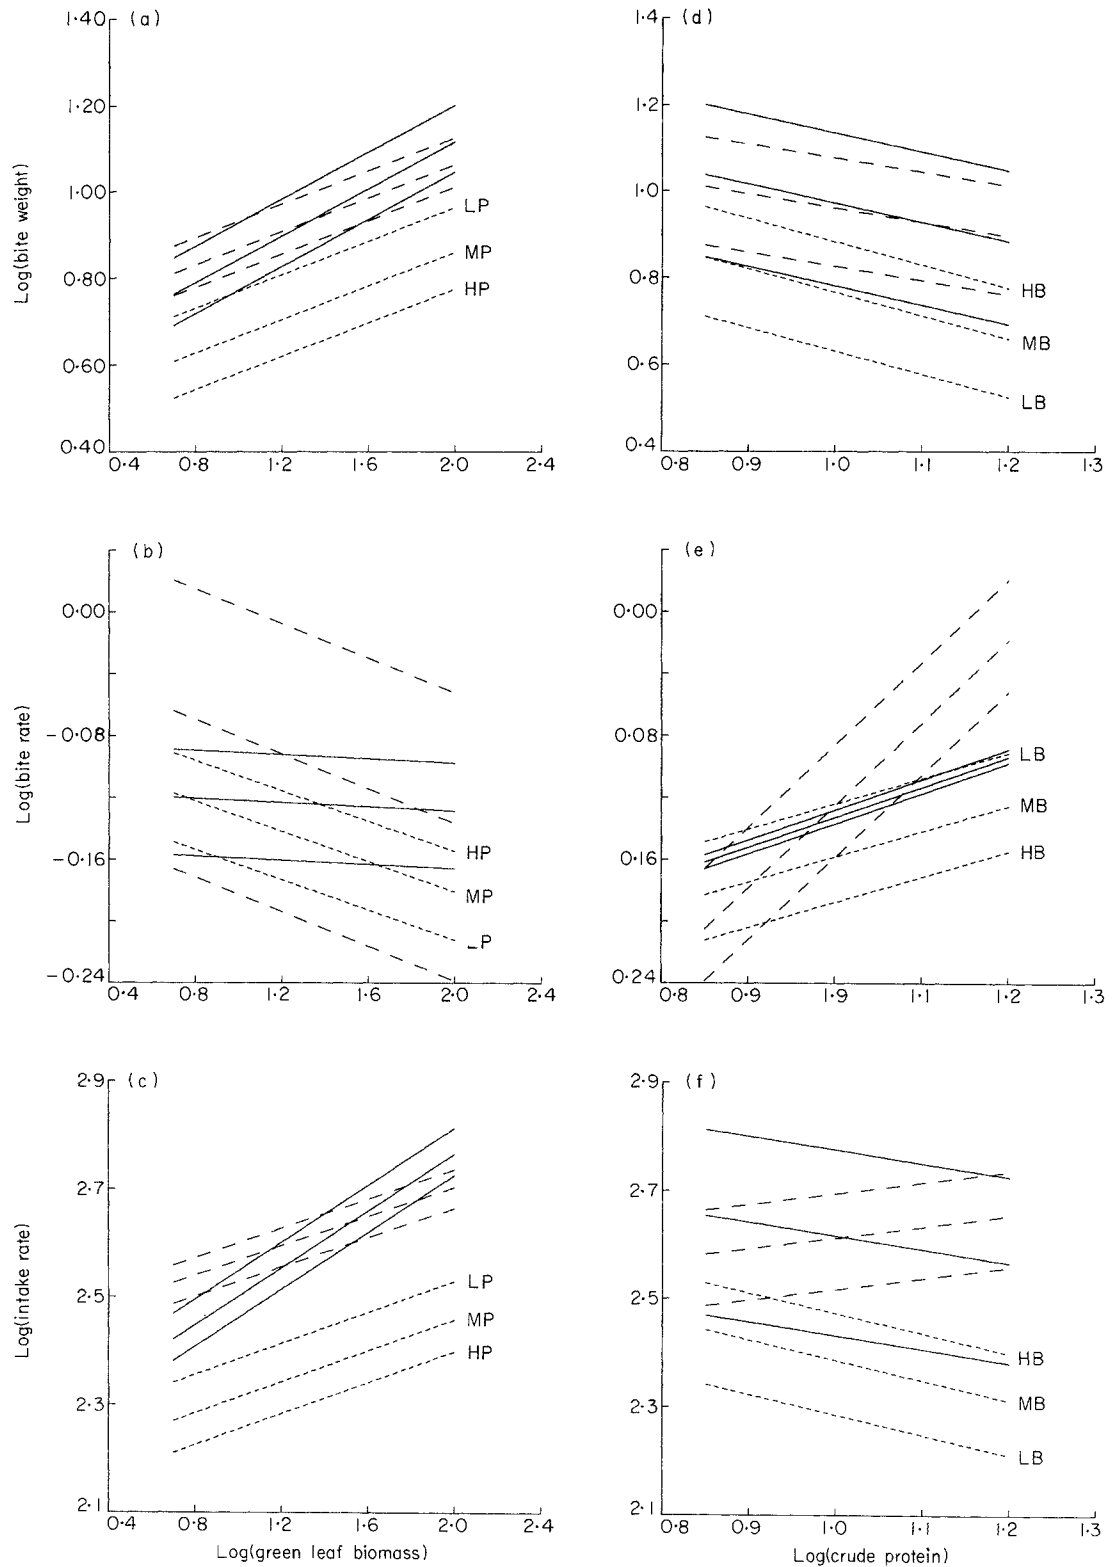 (a)
1.40
1.20
1.00
0.80
0.60
0.40
Log(bite weight)
LP
MP
HP
0.4 0.8 1.2 1.6 2.0 2.4
(d)
1.4
1.2
1.0
0.8
0.6
0.4
HB
MB
LB
0.8 0.9 1.0 1.1 1.2 1.3
(b)
0.00
-0.08
-0.16
-0.24
Log(bite rate)
HP
MP
LP
0.4 0.8 1.2 1.6 2.0 2.4
(e)
0.00
0.08
0.16
0.24
LB
MB
HB
0.8 0.9 1.9 1.1 1.2 1.3
(c)
2.9
2.7
2.5
2.3
2.1
Log(intake rate)
LP
MP
HP
0.4 0.8 1.2 1.6 2.0 2.4
Log(green leaf biomass)
(f)
2.9
2.7
2.5
2.3
2.1
HB
MB
LB
0.8 0.9 1.0 1.1 1.2 1.3
Log(crude protein)